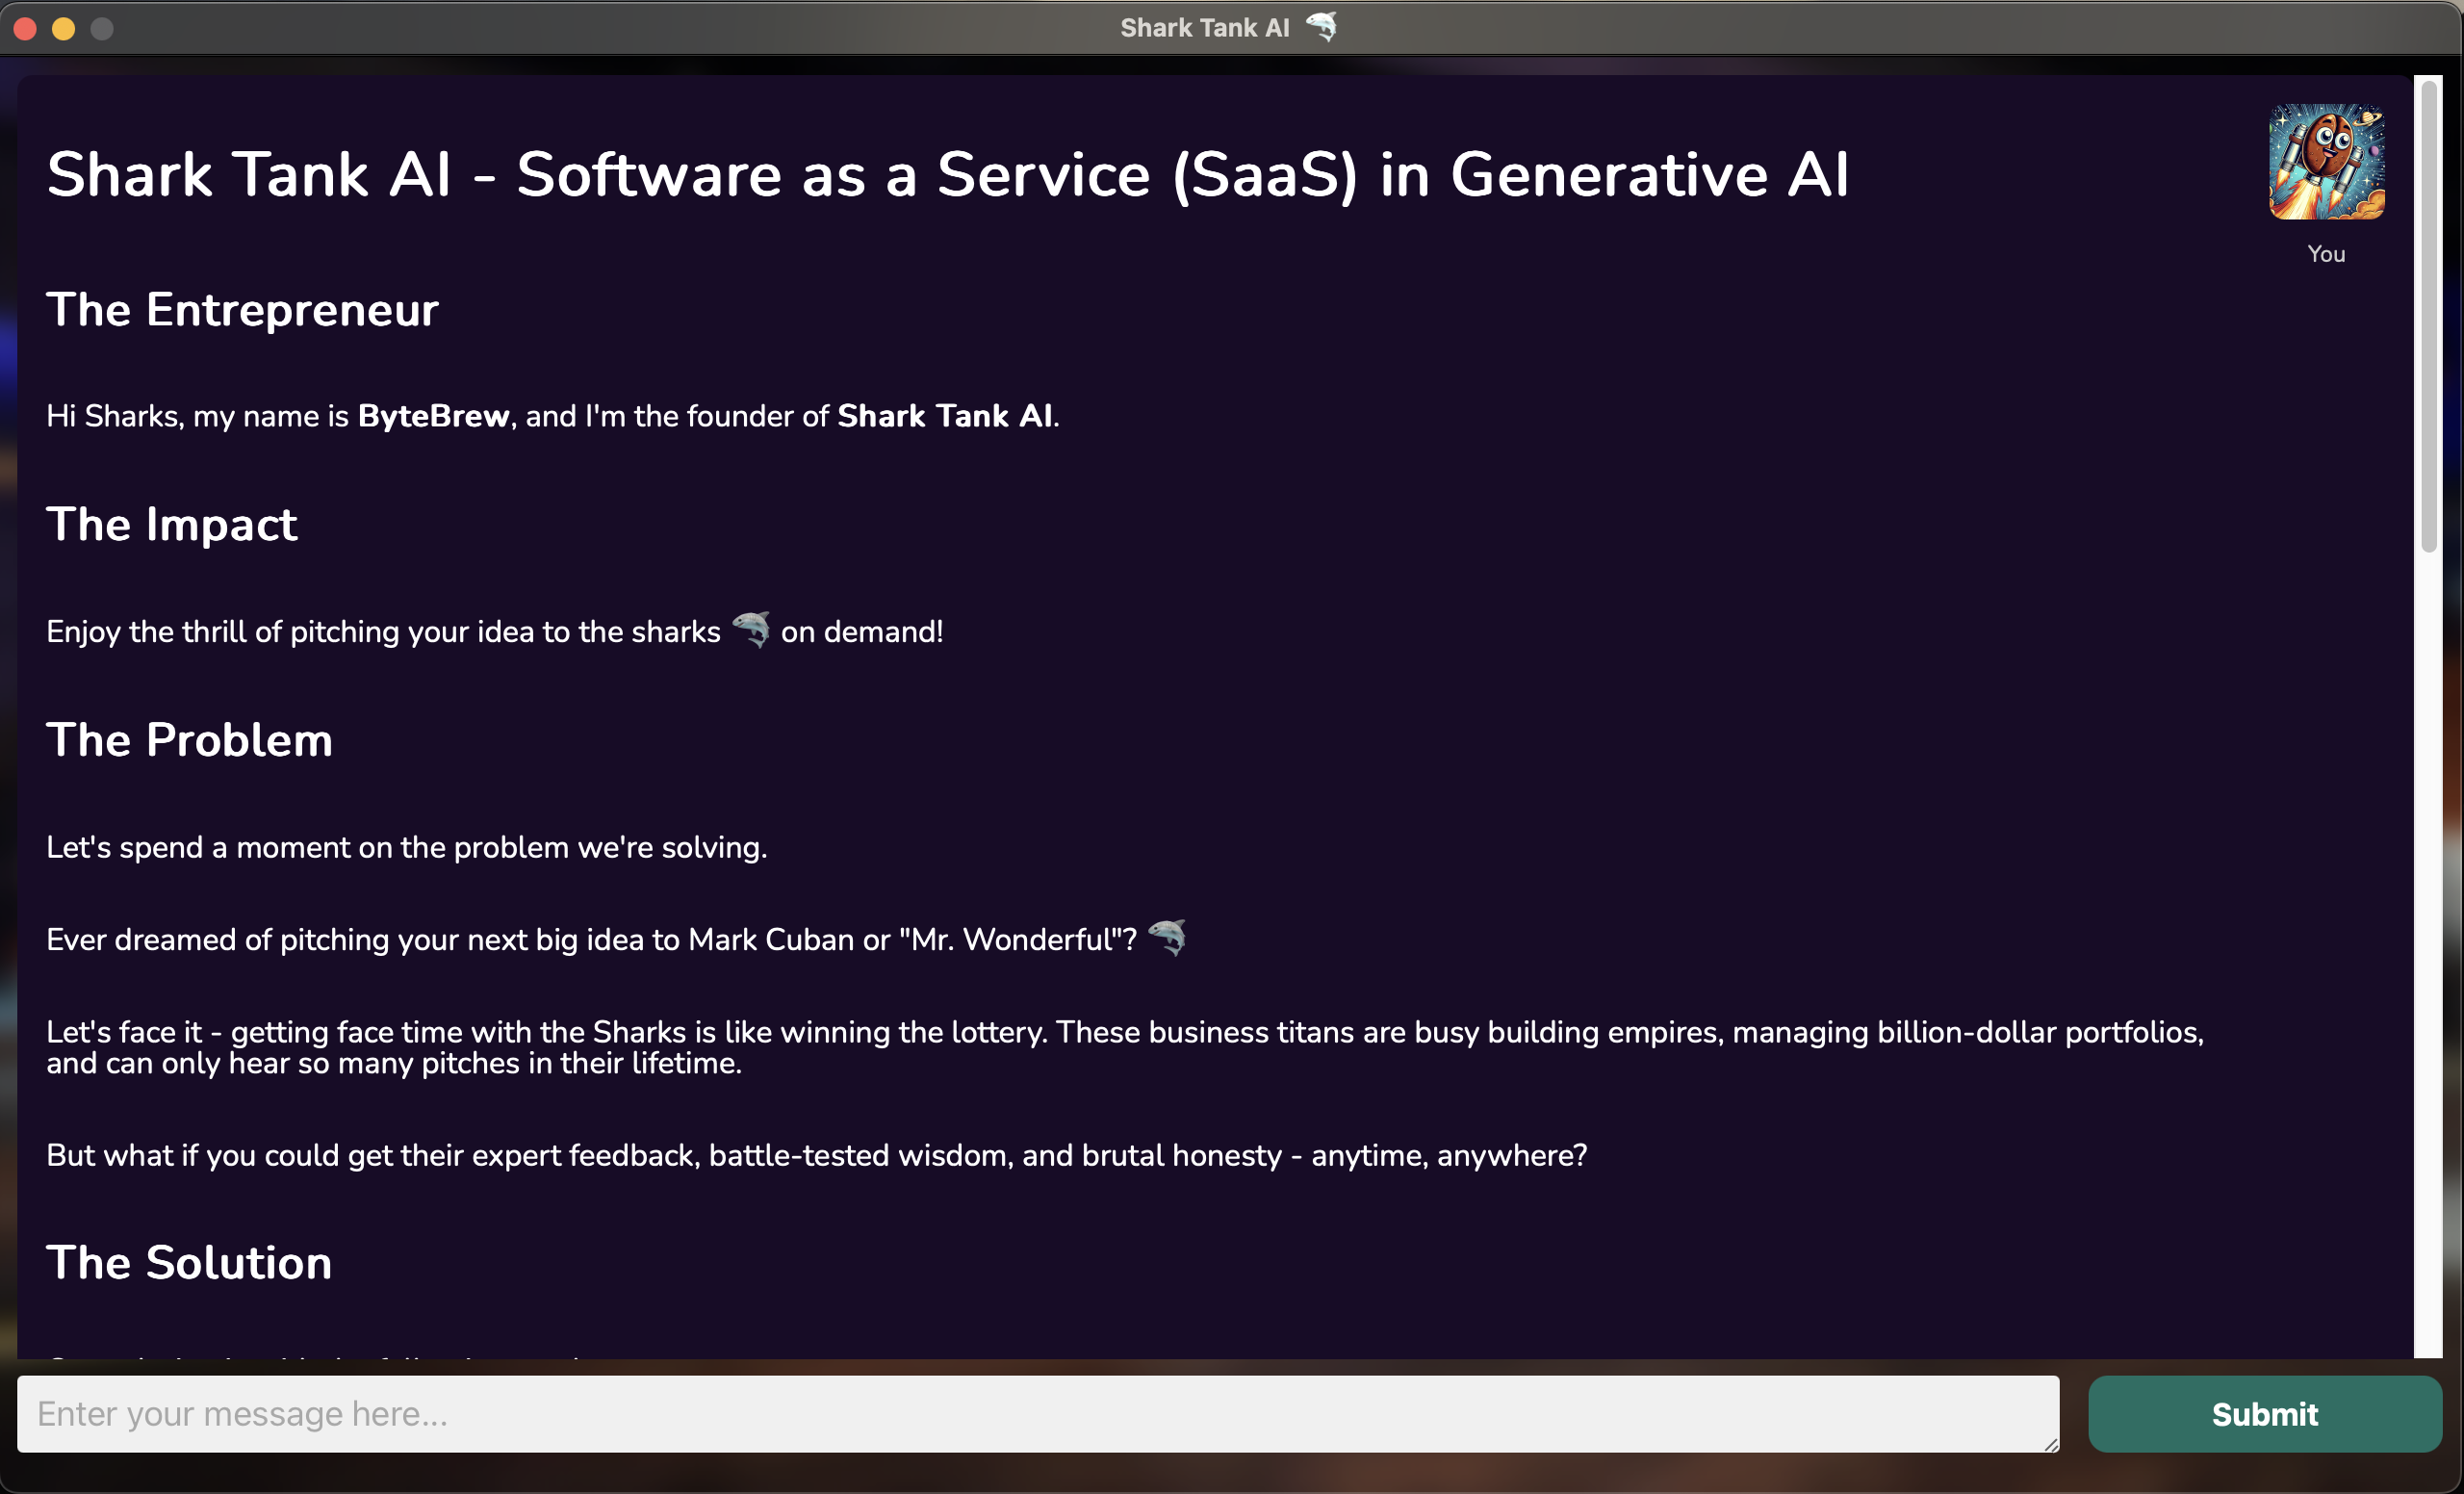 Shark Tank AI 🦈
Shark Tank AI - Software as a Service (SaaS) in Generative AI
You
The Entrepreneur
Hi Sharks, my name is ByteBrew, and I'm the founder of Shark Tank AI.
The Impact
Enjoy the thrill of pitching your idea to the sharks 🦈 on demand!
The Problem
Let's spend a moment on the problem we're solving.
Ever dreamed of pitching your next big idea to Mark Cuban or "Mr. Wonderful"? 🦈
Let's face it - getting face time with the Sharks is like winning the lottery. These business titans are busy building empires, managing billion-dollar portfolios,
and can only hear so many pitches in their lifetime.
But what if you could get their expert feedback, battle-tested wisdom, and brutal honesty - anytime, anywhere?
The Solution
Enter your message here...
Submit